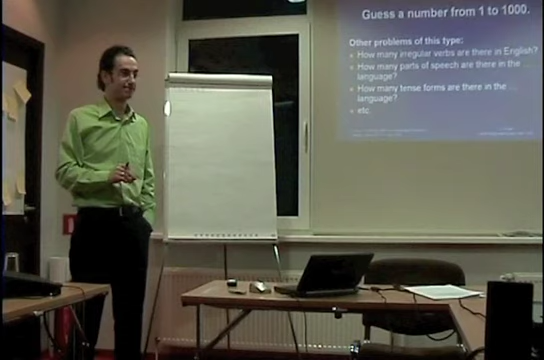 Guess a number from 1 to 1000.
Other problems of this type:
How many irregular verbs are there in English?
How many parts of speech are there in the ...
language?
How many tense forms are there in the ...
language?
etc.